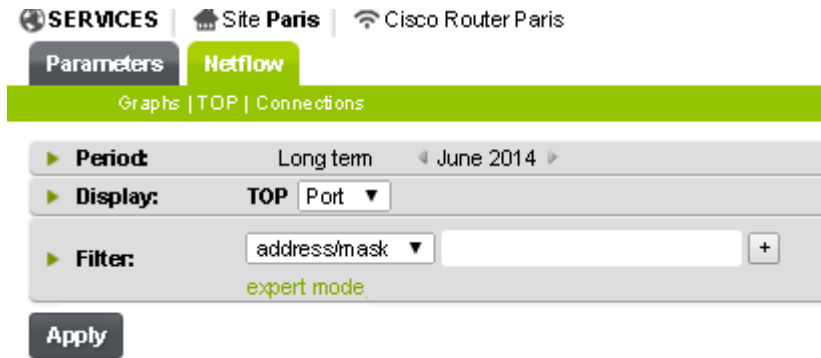 SERVICES | Site Paris | Cisco Router Paris
Parameters Netflow
Graphs | TOP | Connections
Period: Long term June 2014
Display: TOP Port
Filter: address/mask +
expert mode
Apply